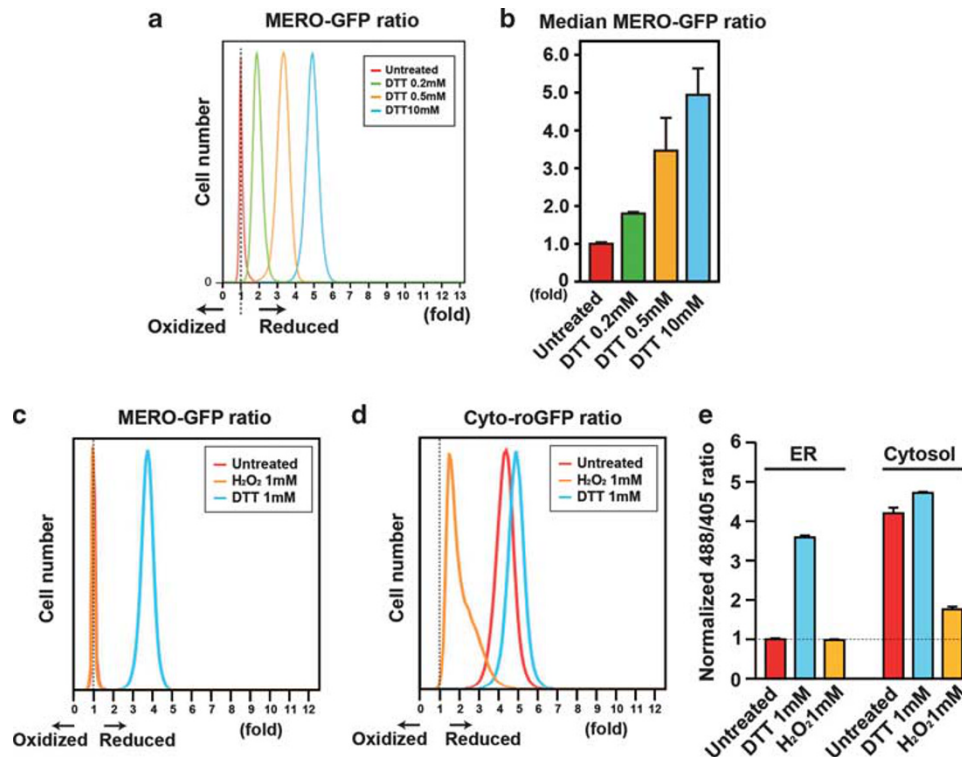 a
MERO-GFP ratio
Untreated
DTT 0.2mM
DTT 0.5mM
DTT10mM
Cell number
0
0 1 2 3 4 5 6 7 8 9 10 11 12 13
(fold)
Oxidized
Reduced
b
Median MERO-GFP ratio
6.0
5.0
4.0
3.0
2.0
1.0
0.0
(fold)
Untreated
DTT 0.2mM
DTT 0.5mM
DTT 10mM
c
MERO-GFP ratio
Untreated
H₂O₂ 1mM
DTT 1mM
Cell number
0 1 2 3 4 5 6 7 8 9 10 11 12
Oxidized
Reduced
(fold)
d
Cyto-roGFP ratio
Untreated
H₂O₂ 1mM
DTT 1mM
Cell number
0 1 2 3 4 5 6 7 8 9 10 11 12
Oxidized
Reduced
(fold)
e
ER
Cytosol
Normalized 488/405 ratio
6
5
4
3
2
1
0
Untreated
DTT 1mM
H₂O₂1mM
Untreated
DTT 1mM
H₂O₂1mM